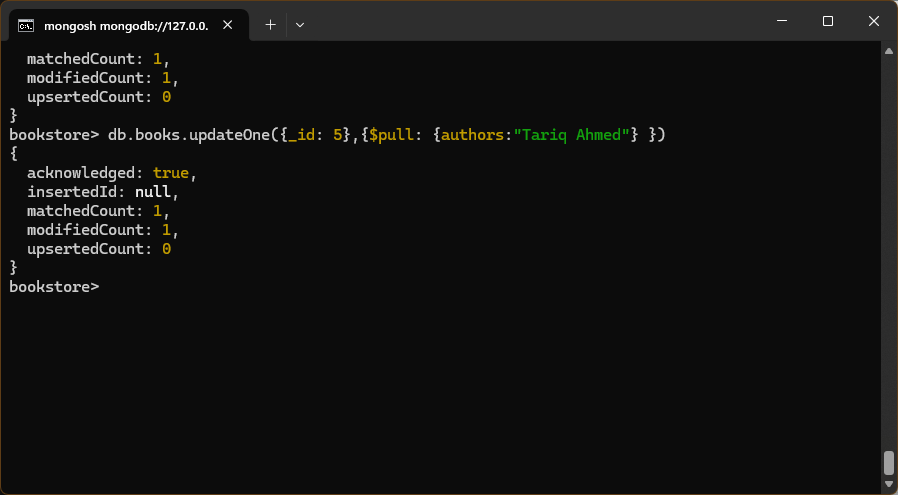 mongosh mongodb://127.0.0.
matchedCount: 1,
modifiedCount: 1,
upsertedCount: 0
}
bookstore> db.books.updateOne({_id: 5},{$pull: {authors:"Tariq Ahmed"} })
{
acknowledged: true,
insertedId: null,
matchedCount: 1,
modifiedCount: 1,
upsertedCount: 0
}
bookstore>